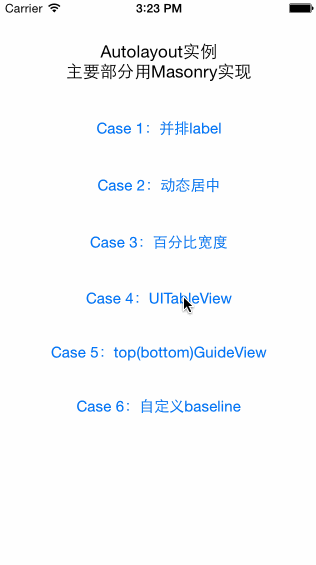 Carrier 3:23 PM
Autolayout实例
主要部分用Masonry实现
Case 1：并排label
Case 2：动态居中
Case 3：百分比宽度
Case 4：UITableView
Case 5：top(bottom)GuideView
Case 6：自定义baseline